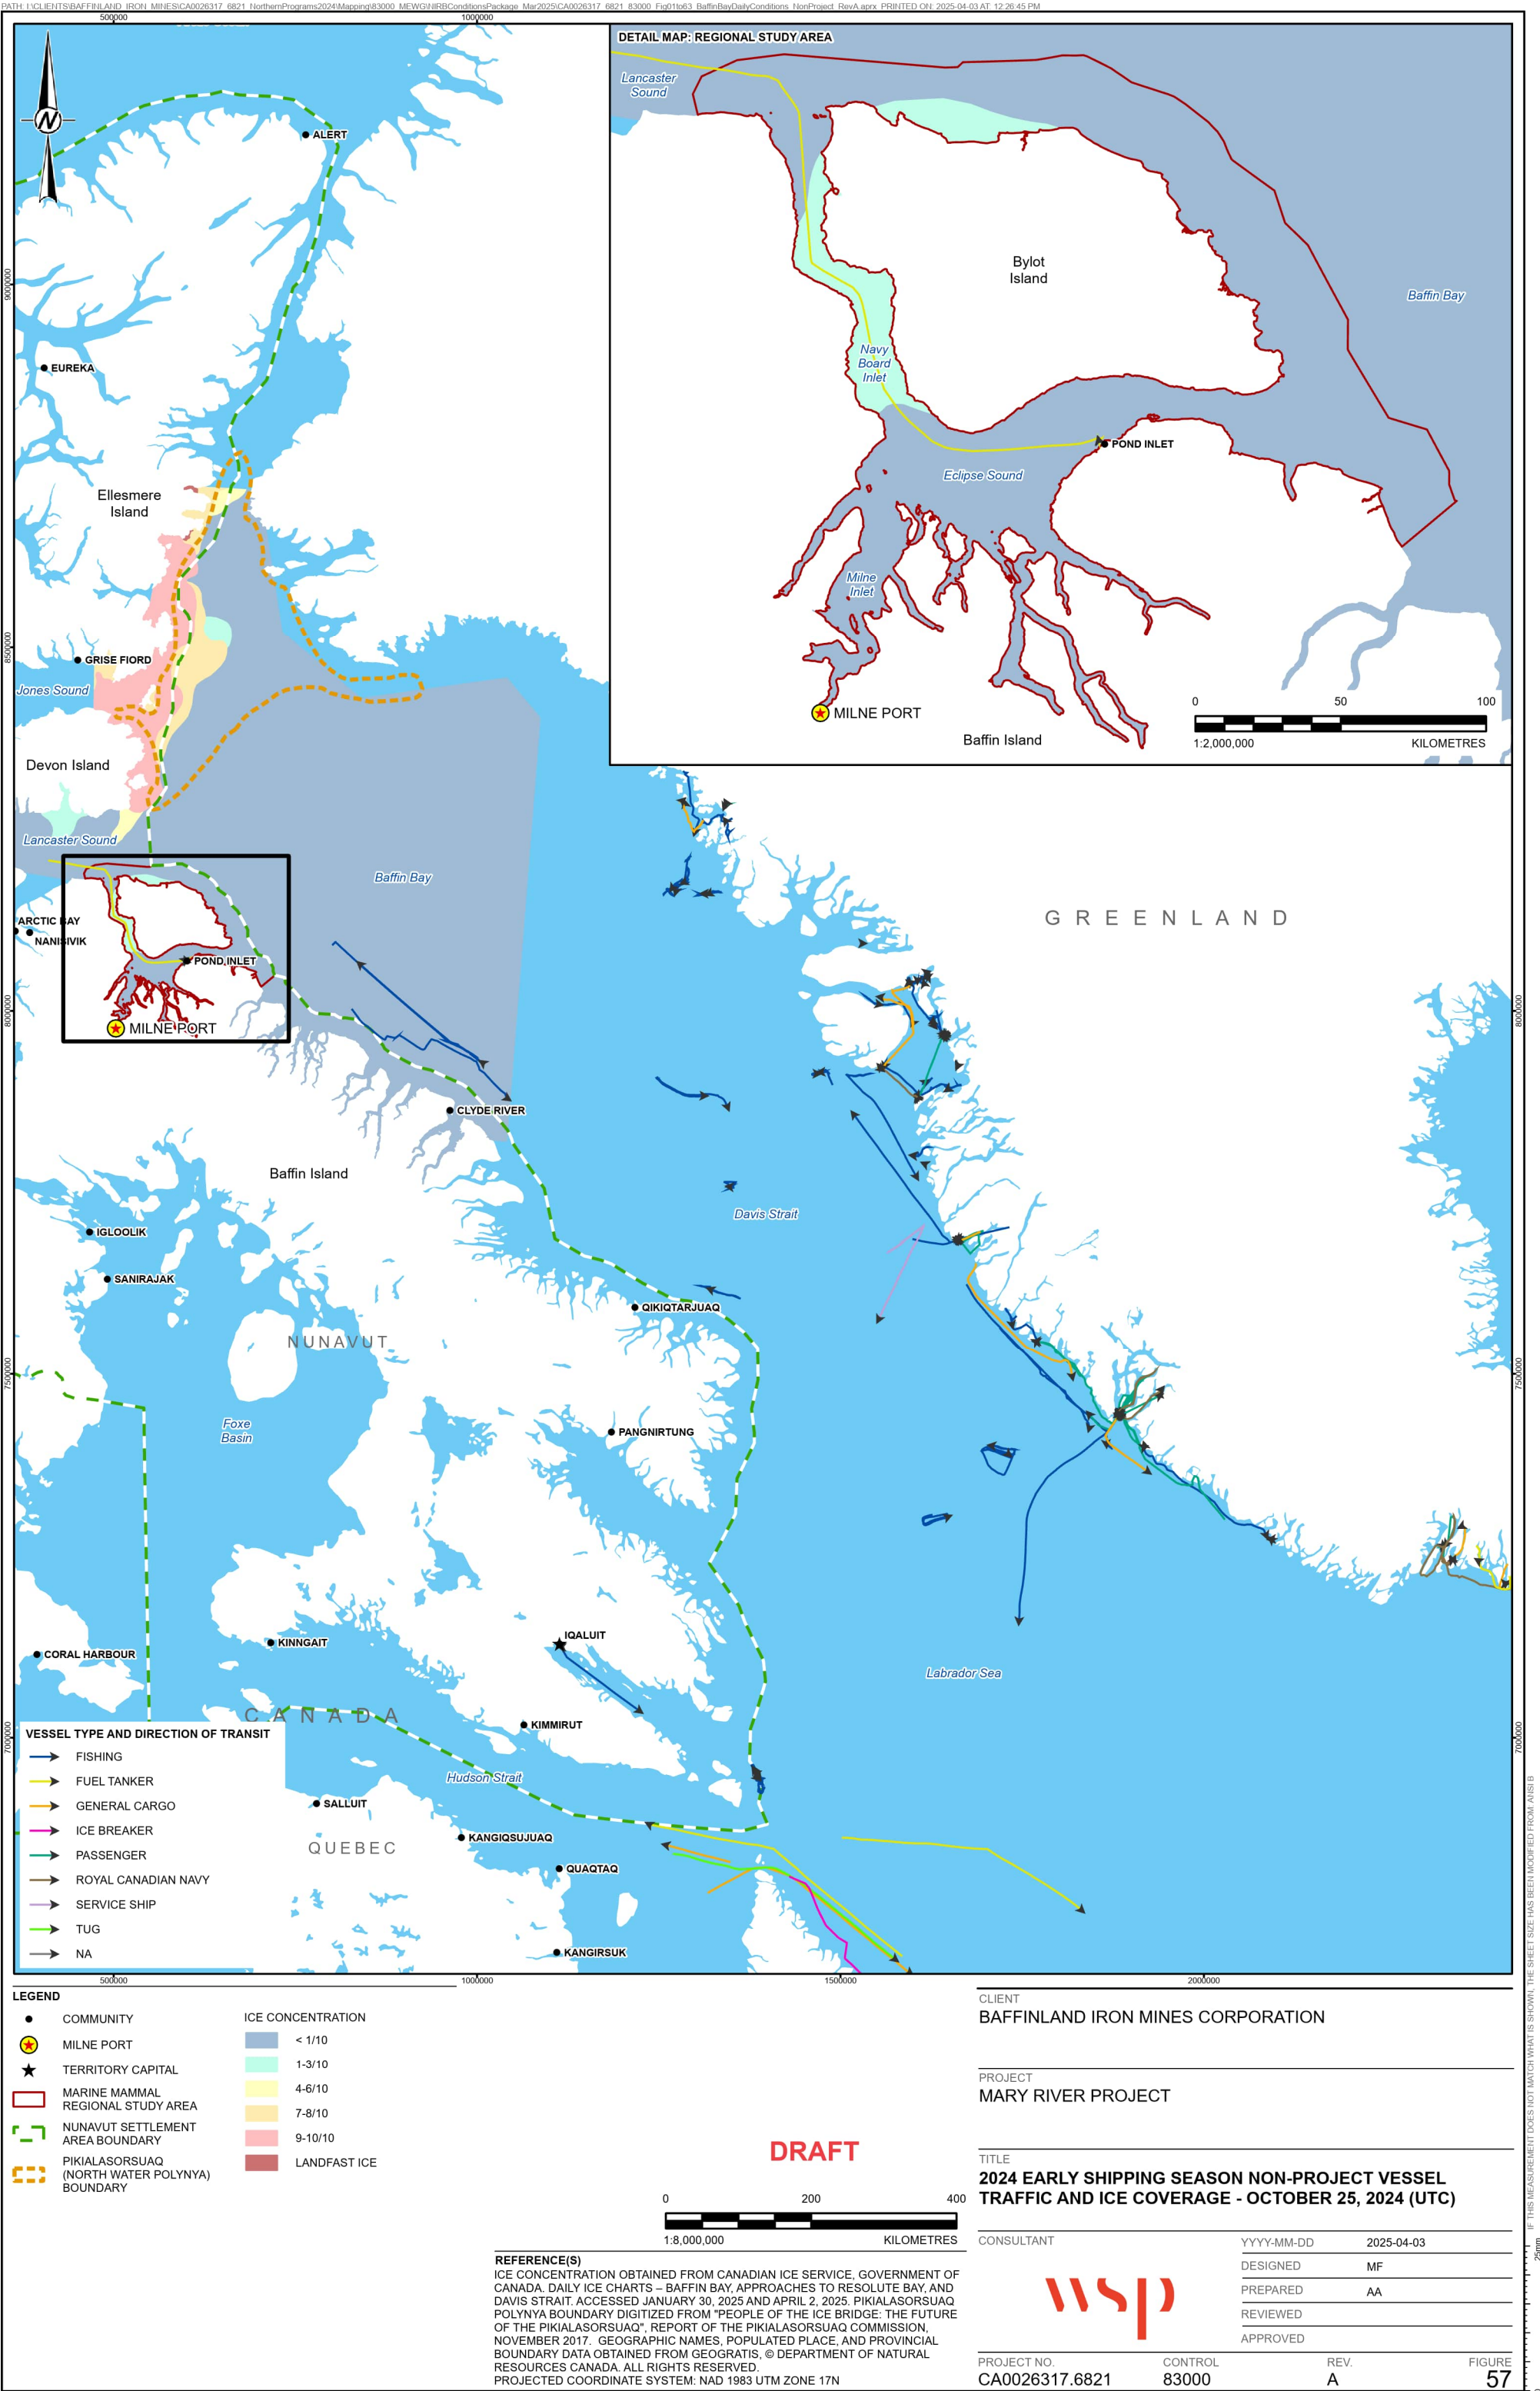 PATH: I:\CLIENTS\BAFFINLAND_IRON_MINES\CA0026317_6821_NorthernPrograms2024\Mapping\83000_MEWG\NIRBConditionsPackage_Mar2025\CA0026317_6821_83000_Fig01to63_BaffinBayDailyConditions_NonProject_RevA.aprx PRINTED ON: 2025-04-03 AT: 12:26:45 PM
500000
1000000
N
DETAIL MAP: REGIONAL STUDY AREA
Lancaster
Sound
Bylot
Island
Baffin Bay
Navy
Board
Inlet
POND INLET
Eclipse Sound
Milne
Inlet
MILNE PORT
Baffin Island
0 50 100
1:2,000,000 KILOMETRES
ALERT
9000000
EUREKA
Ellesmere
Island
8500000
GRISE FIORD
Jones Sound
Devon Island
Lancaster Sound
Baffin Bay
ARCTIC BAY
NANISIVIK
POND INLET
MILNE PORT
8000000
8000000
GREENLAND
CLYDE RIVER
Baffin Island
Davis Strait
IGLOOLIK
SANIRAJAK
QIKIQTARJUAQ
NUNAVUT
7500000
7500000
Foxe
Basin
PANGNIRTUNG
IQALUIT
KINNGAIT
CORAL HARBOUR
Labrador Sea
CANADA
KIMMIRUT
7000000
7000000
Hudson Strait
SALLUIT
KANGIQSUJUAQ
QUEBEC
QUAQTAQ
KANGIRSUK
VESSEL TYPE AND DIRECTION OF TRANSIT
FISHING
FUEL TANKER
GENERAL CARGO
ICE BREAKER
PASSENGER
ROYAL CANADIAN NAVY
SERVICE SHIP
TUG
NA
500000
1000000
1500000
2000000
LEGEND
COMMUNITY
MILNE PORT
TERRITORY CAPITAL
MARINE MAMMAL
REGIONAL STUDY AREA
NUNAVUT SETTLEMENT
AREA BOUNDARY
PIKIALASORSUAQ
(NORTH WATER POLYNYA)
BOUNDARY
ICE CONCENTRATION
< 1/10
1-3/10
4-6/10
7-8/10
9-10/10
LANDFAST ICE
DRAFT
0 200 400
1:8,000,000 KILOMETRES
REFERENCE(S)
ICE CONCENTRATION OBTAINED FROM CANADIAN ICE SERVICE, GOVERNMENT OF
CANADA. DAILY ICE CHARTS – BAFFIN BAY, APPROACHES TO RESOLUTE BAY, AND
DAVIS STRAIT. ACCESSED JANUARY 30, 2025 AND APRIL 2, 2025. PIKIALASORSUAQ
POLYNYA BOUNDARY DIGITIZED FROM "PEOPLE OF THE ICE BRIDGE: THE FUTURE
OF THE PIKIALASORSUAQ", REPORT OF THE PIKIALASORSUAQ COMMISSION,
NOVEMBER 2017. GEOGRAPHIC NAMES, POPULATED PLACE, AND PROVINCIAL
BOUNDARY DATA OBTAINED FROM GEOGRATIS, © DEPARTMENT OF NATURAL
RESOURCES CANADA. ALL RIGHTS RESERVED.
PROJECTED COORDINATE SYSTEM: NAD 1983 UTM ZONE 17N
CLIENT
BAFFINLAND IRON MINES CORPORATION
PROJECT
MARY RIVER PROJECT
TITLE
2024 EARLY SHIPPING SEASON NON-PROJECT VESSEL
TRAFFIC AND ICE COVERAGE - OCTOBER 25, 2024 (UTC)
CONSULTANT
wsp
YYYY-MM-DD 2025-04-03
DESIGNED MF
PREPARED AA
REVIEWED
APPROVED
PROJECT NO. CONTROL REV. FIGURE
CA0026317.6821 83000 A 57
IF THIS MEASUREMENT DOES NOT MATCH WHAT IS SHOWN, THE SHEET SIZE HAS BEEN MODIFIED FROM: ANSI B
25mm